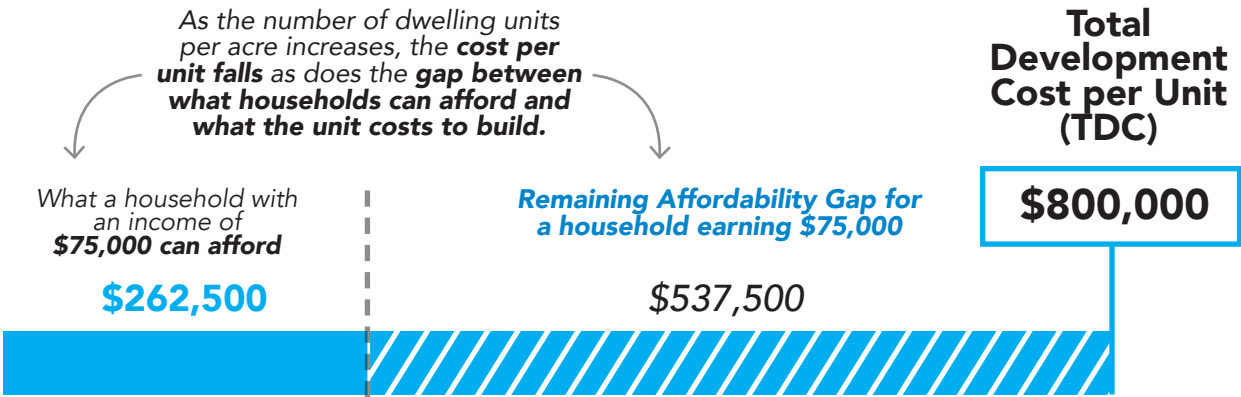 As the number of dwelling units
per acre increases, the cost per
unit falls as does the gap between
what households can afford and
what the unit costs to build.
Total
Development
Cost per Unit
(TDC)
What a household with
an income of
$75,000 can afford
Remaining Affordability Gap for
a household earning $75,000
$800,000
$262,500
$537,500